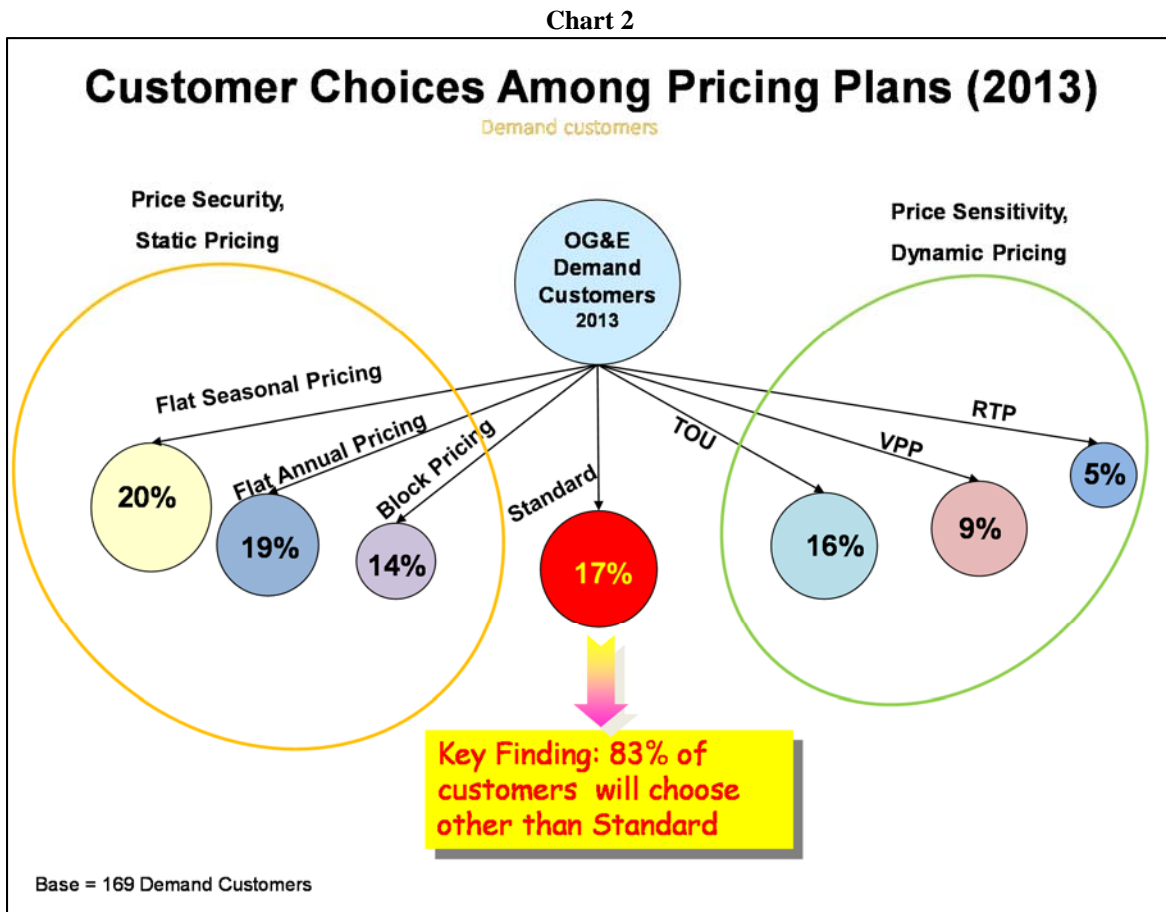 Chart 2
Customer Choices Among Pricing Plans (2013)
Demand customers
Price Security,
Static Pricing
OG&E
Demand
Customers
2013
Price Sensitivity,
Dynamic Pricing
Flat Seasonal Pricing
Flat Annual Pricing
Block Pricing
Standard
TOU
VPP
RTP
20%
19%
14%
17%
16%
9%
5%
Key Finding: 83% of
customers will choose
other than Standard
Base = 169 Demand Customers